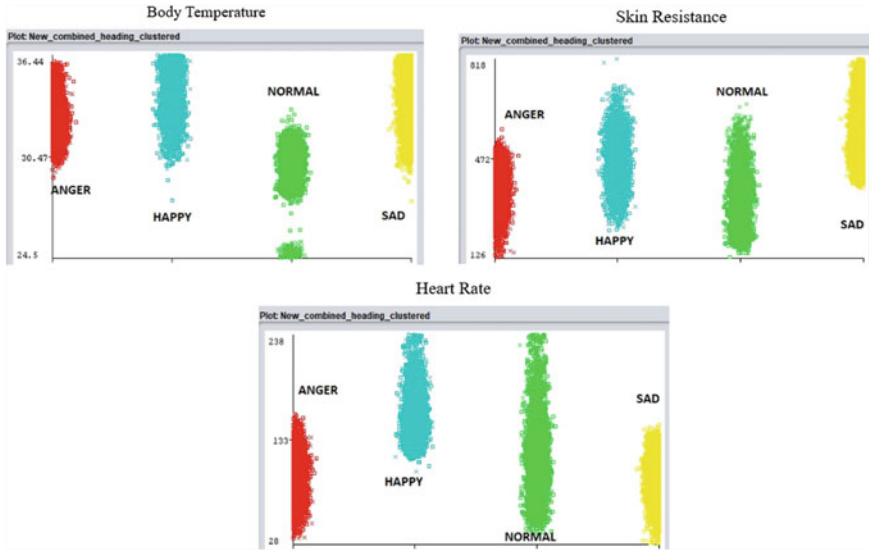 Body Temperature
Plot: New_combined_heading_clustered
36.44
30.47
24.5
ANGER
HAPPY
NORMAL
SAD
Skin Resistance
Plot: New_combined_heading_clustered
818
472
126
ANGER
HAPPY
NORMAL
SAD
Heart Rate
Plot: New_combined_heading_clustered
238
133
28
ANGER
HAPPY
NORMAL
SAD